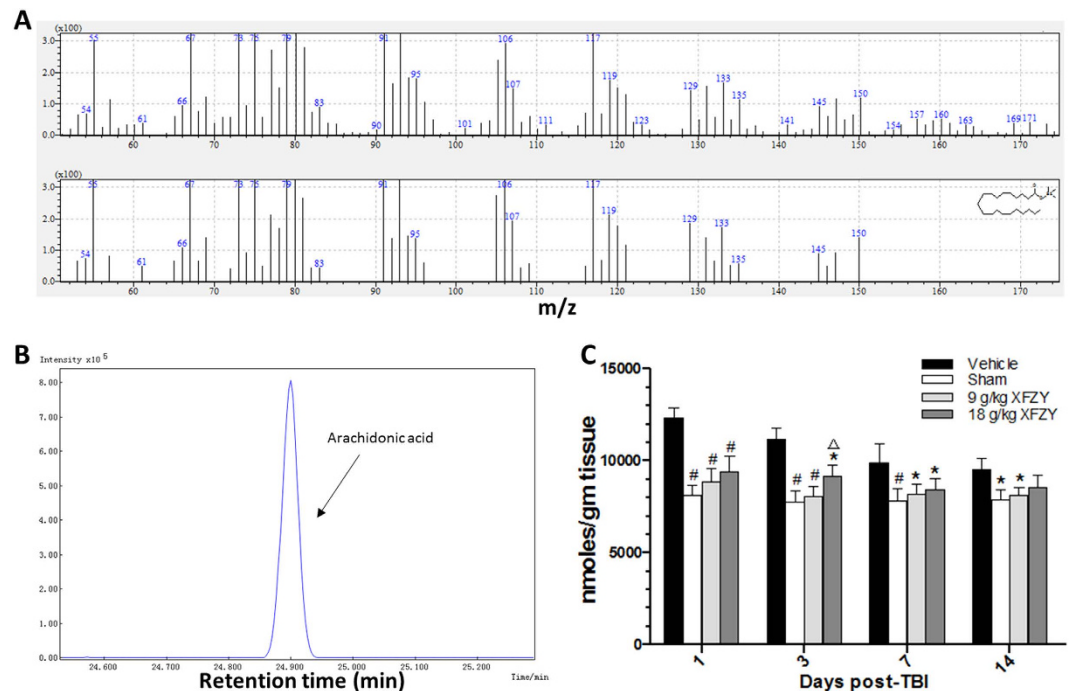 A
(x100)
55 67 73 75 79 91 106 117
3.0
2.0
95 107 119 129 133 135 145 150
1.0
54 61 66 83 90 101 111 123 141 154 157 160 163 169 171
0.0
60 70 80 90 100 110 120 130 140 150 160 170
(x100)
55 67 73 75 79 91 106 117
3.0
2.0
95 107 119 129 133
1.0
54 61 66 83 135 145 150
0.0
60 70 80 90 100 110 120 130 140 150 160 170
m/z
B
Intensity x10 5
8.00
7.00
6.00
Arachidonic acid
5.00
4.00
3.00
2.00
1.00
0.00
24.600 24.700 24.800 24.900 25.000 25.100 25.200
Retention time (min)
Time/min
C
Vehicle
Sham
9 g/kg XFZY
18 g/kg XFZY
nmoles/gm tissue
15000
10000
5000
0
# # # # # △ * # * * * *
1 3 7 14
Days post-TBI